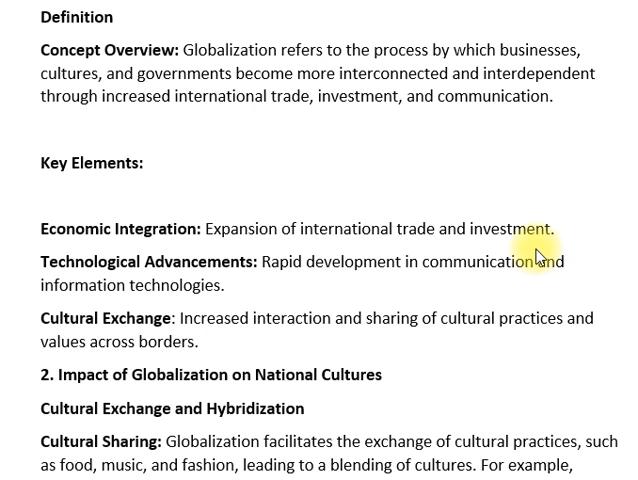 Definition
Concept Overview: Globalization refers to the process by which businesses,
cultures, and governments become more interconnected and interdependent
through increased international trade, investment, and communication.
Key Elements:
Economic Integration: Expansion of international trade and investment.
Technological Advancements: Rapid development in communication and
information technologies.
Cultural Exchange: Increased interaction and sharing of cultural practices and
values across borders.
2. Impact of Globalization on National Cultures
Cultural Exchange and Hybridization
Cultural Sharing: Globalization facilitates the exchange of cultural practices, such
as food, music, and fashion, leading to a blending of cultures. For example,